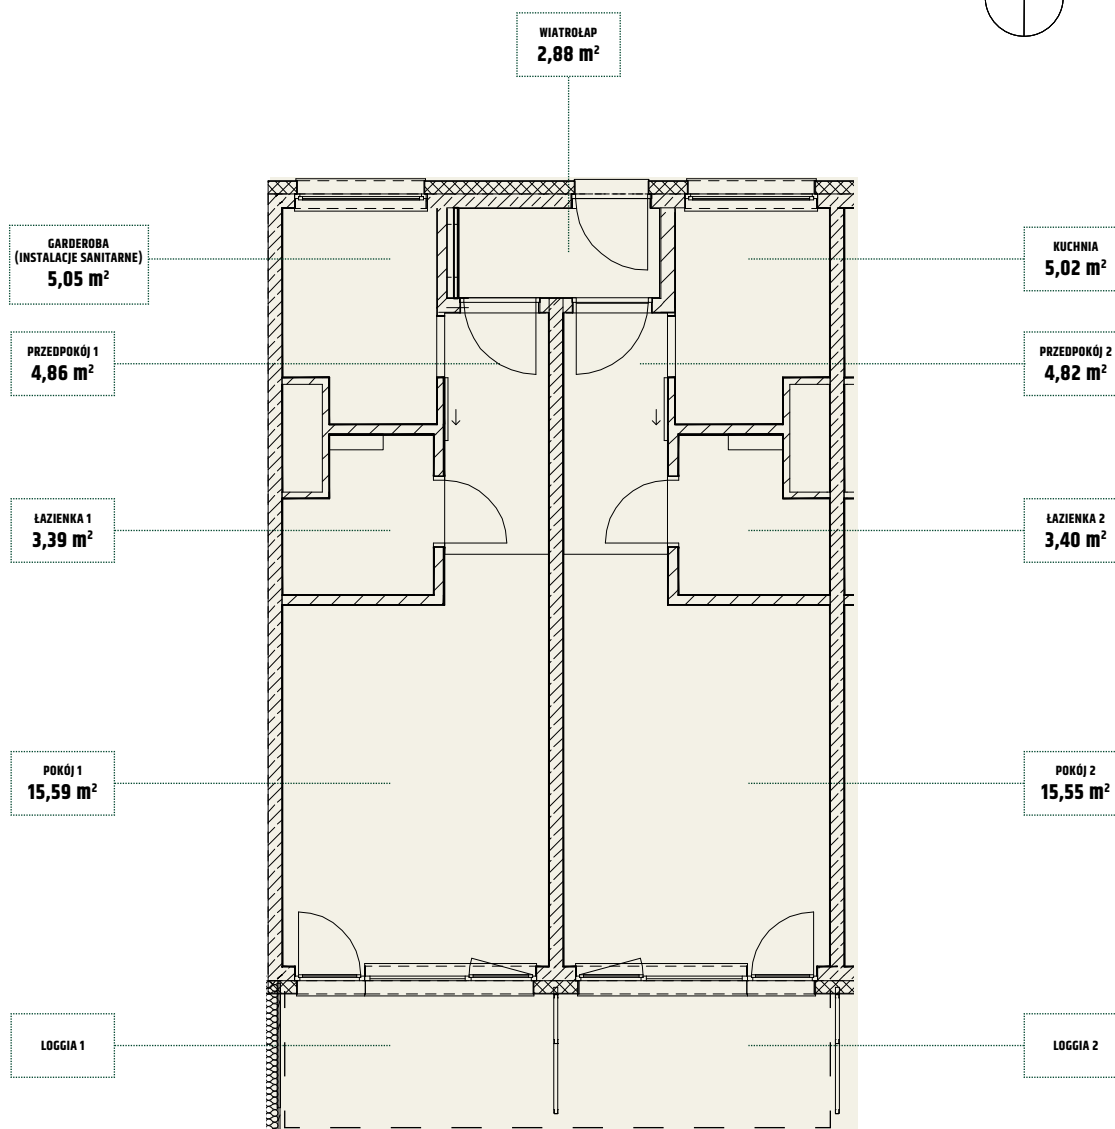 WIATROŁAP
2,88 m²
GARDEROBA
(INSTALACJE SANITARNE)
5,05 m²
KUCHNIA
5,02 m²
PRZEDPOKÓJ 1
4,86 m²
PRZEDPOKÓJ 2
4,82 m²
ŁAZIENKA 1
3,39 m²
ŁAZIENKA 2
3,40 m²
POKÓJ 1
15,59 m²
POKÓJ 2
15,55 m²
LOGGIA 1
LOGGIA 2